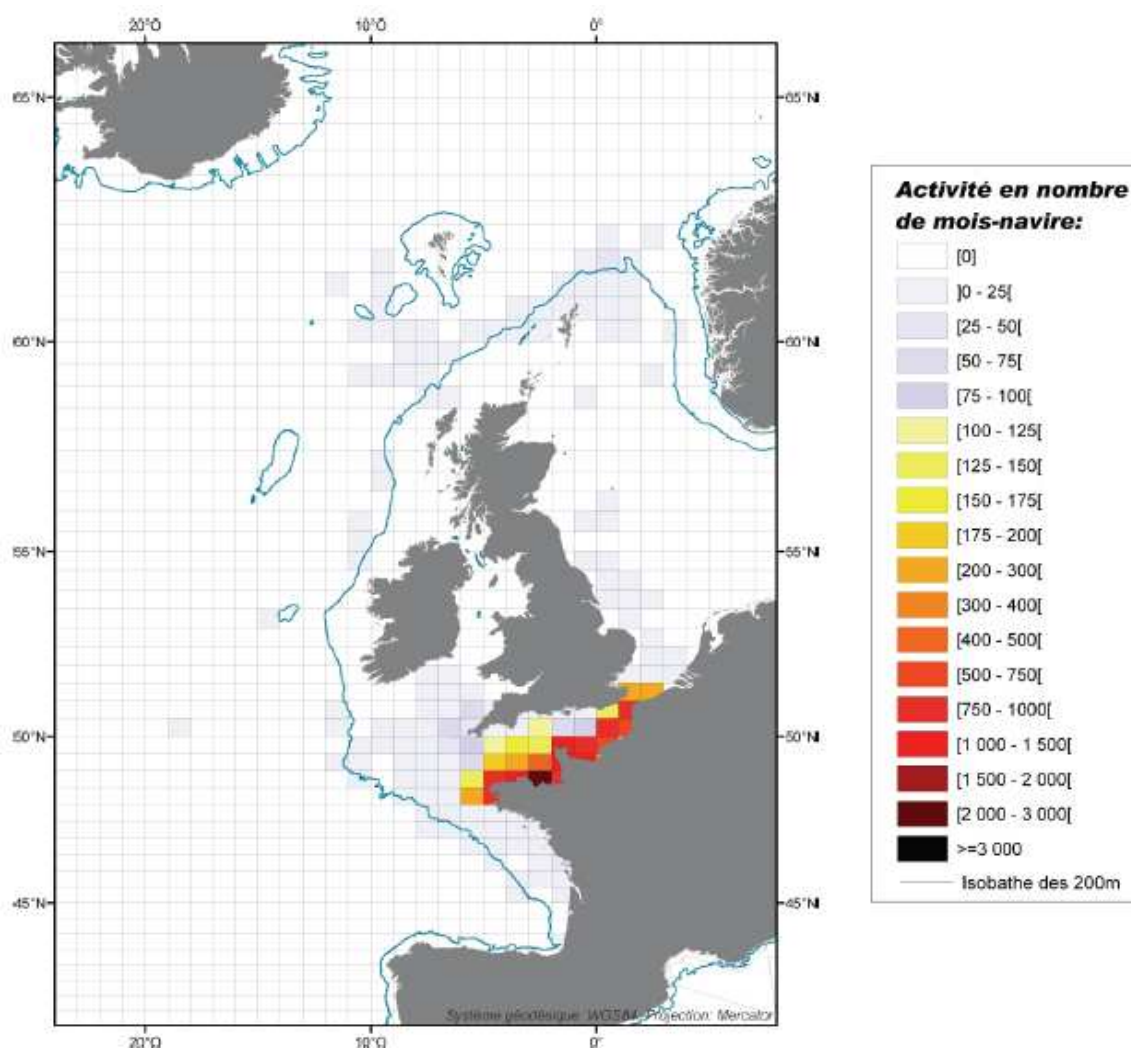 20°O 10°O 0°
65°N 65°N
60°N 60°N
55°N 55°N
50°N 50°N
45°N 45°N
Système géodésique: WGS84, Projection: Mercator
20°O 10°O 0°
Activité en nombre
de mois-navire:
[0]
]0 - 25[
[25 - 50[
[50 - 75[
[75 - 100[
[100 - 125[
[125 - 150[
[150 - 175[
[175 - 200[
[200 - 300[
[300 - 400[
[400 - 500[
[500 - 750[
[750 - 1000[
[1 000 - 1 500[
[1 500 - 2 000[
[2 000 - 3 000[
>=3 000
Isobathe des 200m